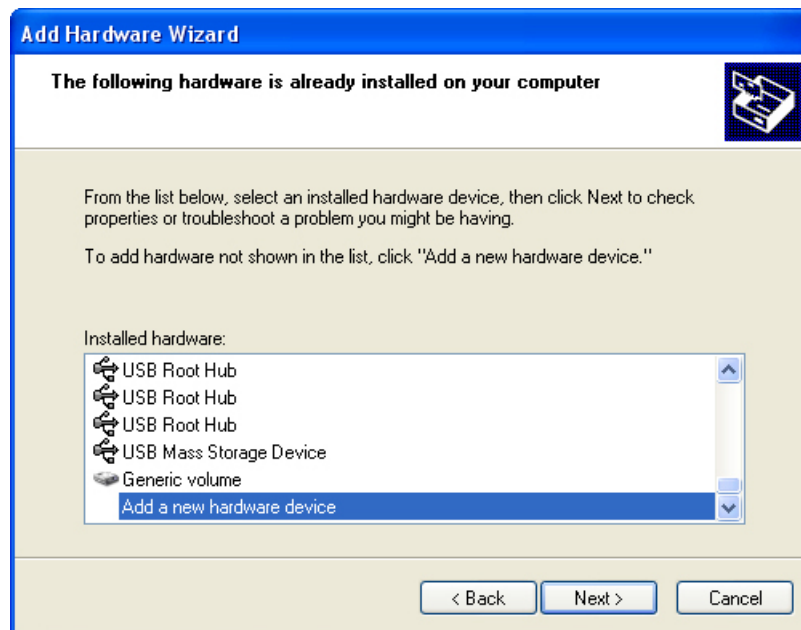 Add Hardware Wizard
The following hardware is already installed on your computer
From the list below, select an installed hardware device, then click Next to check
properties or troubleshoot a problem you might be having.
To add hardware not shown in the list, click "Add a new hardware device."
Installed hardware:
USB Root Hub
USB Root Hub
USB Root Hub
USB Mass Storage Device
Generic volume
Add a new hardware device
< Back
Next >
Cancel